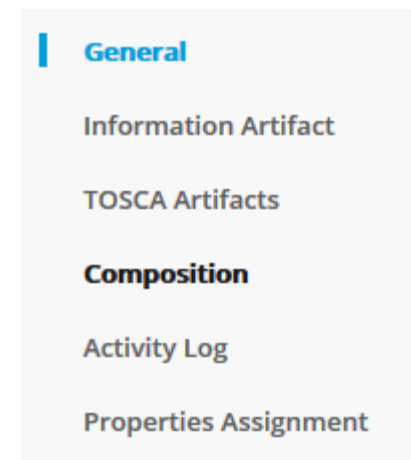 General
Information Artifact
TOSCA Artifacts
Composition
Activity Log
Properties Assignment